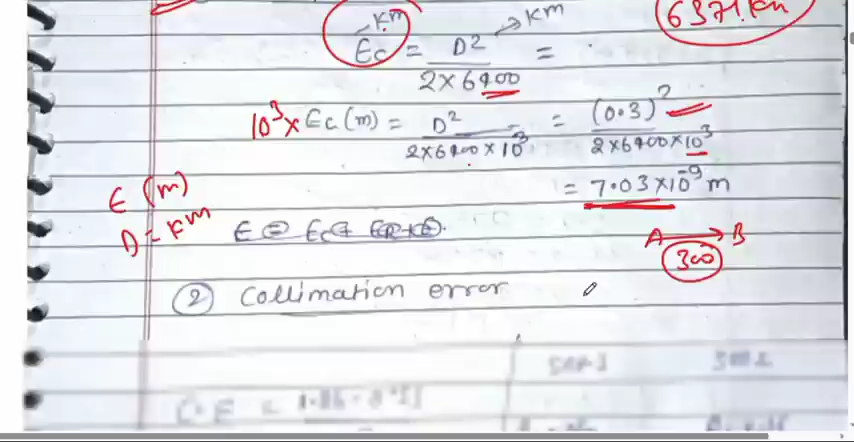 6371 km
km
Ec = D² / 2×6400 =
→ km
10³× Ec (m) = D² / 2×6400×10³ = (0.3)² / 2×6400×10³
= 7.03×10⁻⁹ m
E (m)
D = km
A → B
300
② Collimation error